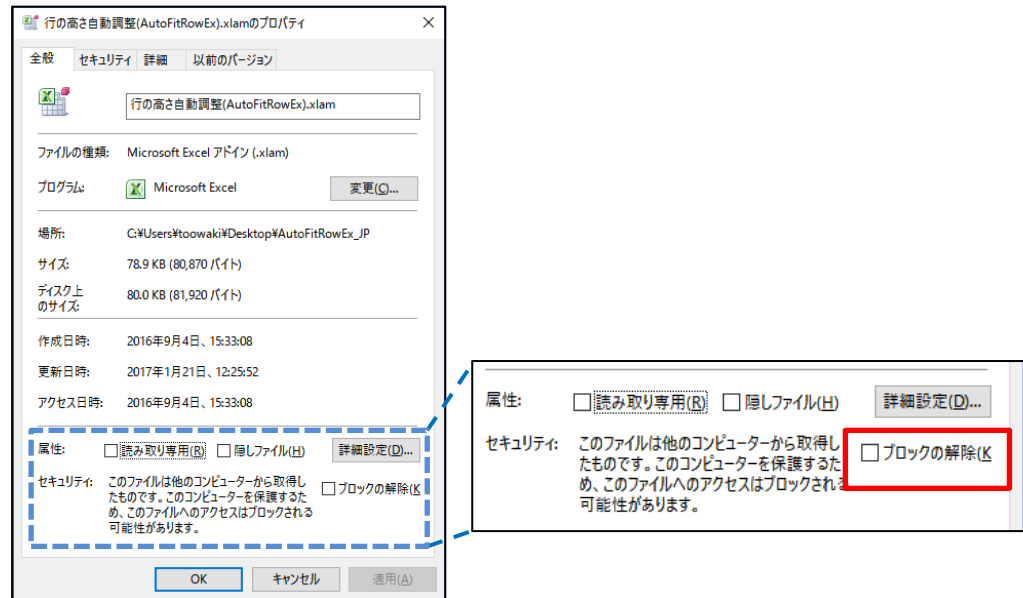 行の高さ自動調整(AutoFitRowEx).xlamのプロパティ
全般 セキュリティ 詳細 以前のバージョン
行の高さ自動調整(AutoFitRowEx).xlam
ファイルの種類: Microsoft Excel アドイン (.xlam)
プログラム: Microsoft Excel 変更(C)...
場所: C:¥Users¥toowaki¥Desktop¥AutoFitRowEx_JP
サイズ: 78.9 KB (80,870 バイト)
ディスク上
のサイズ: 80.0 KB (81,920 バイト)
作成日時: 2016年9月4日、15:33:08
更新日時: 2017年1月21日、12:25:52
アクセス日時: 2016年9月4日、15:33:08
属性: 読み取り専用(R) 隠しファイル(H) 詳細設定(D)...
セキュリティ: このファイルは他のコンピューターから取得し
たものです。このコンピューターを保護するた
め、このファイルへのアクセスはブロックされる
可能性があります。
ブロックの解除(K
OK キャンセル 適用(A)
属性: 読み取り専用(R) 隠しファイル(H) 詳細設定(D)...
セキュリティ: このファイルは他のコンピューターから取得し
たものです。このコンピューターを保護するた
め、このファイルへのアクセスはブロックされる
可能性があります。
ブロックの解除(K